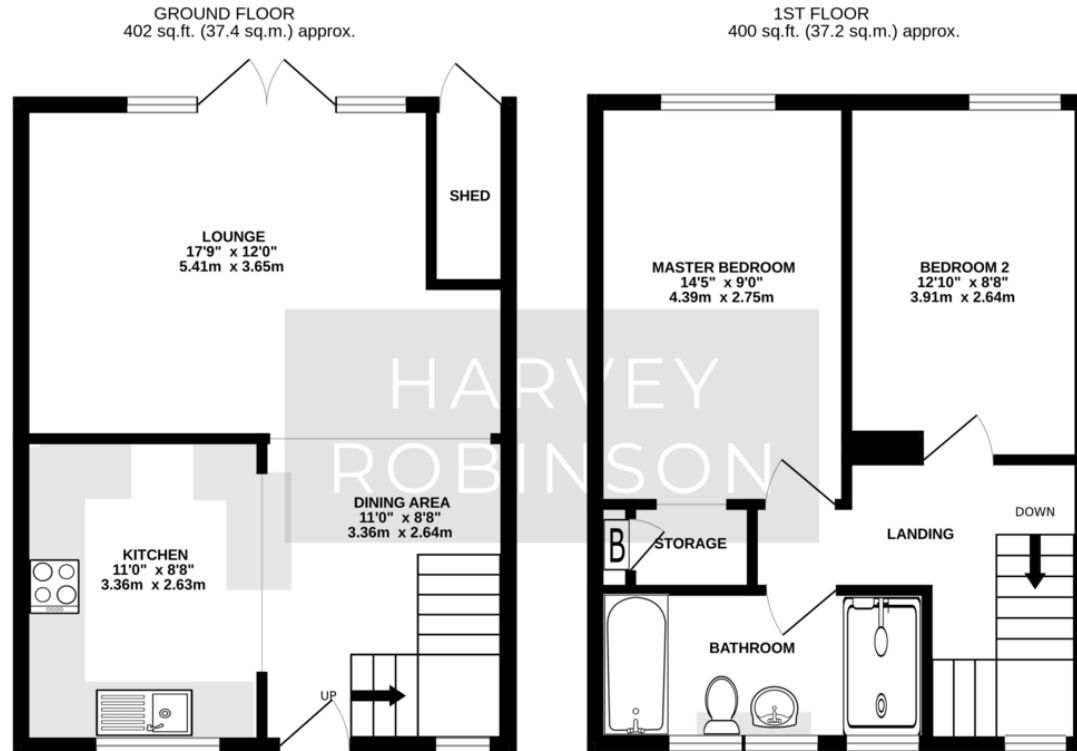 GROUND FLOOR
402 sq.ft. (37.4 sq.m.) approx.
1ST FLOOR
400 sq.ft. (37.2 sq.m.) approx.
SHED
LOUNGE
17'9" x 12'0"
5.41m x 3.65m
MASTER BEDROOM
14'5" x 9'0"
4.39m x 2.75m
BEDROOM 2
12'10" x 8'8"
3.91m x 2.64m
HARVEY
ROBINSON
DINING AREA
11'0" x 8'8"
3.36m x 2.64m
KITCHEN
11'0" x 8'8"
3.36m x 2.63m
UP
B
STORAGE
LANDING
DOWN
BATHROOM